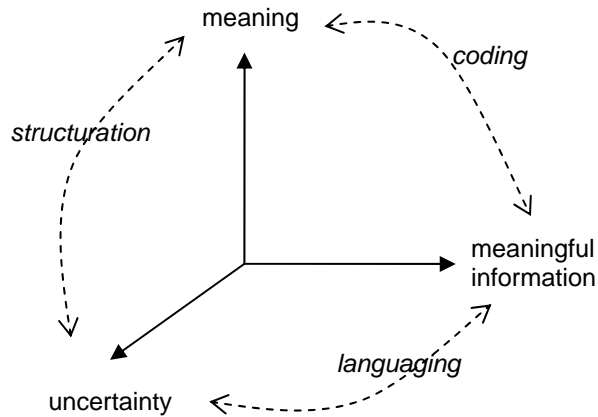 meaning
coding
structuration
meaningful
information
languaging
uncertainty